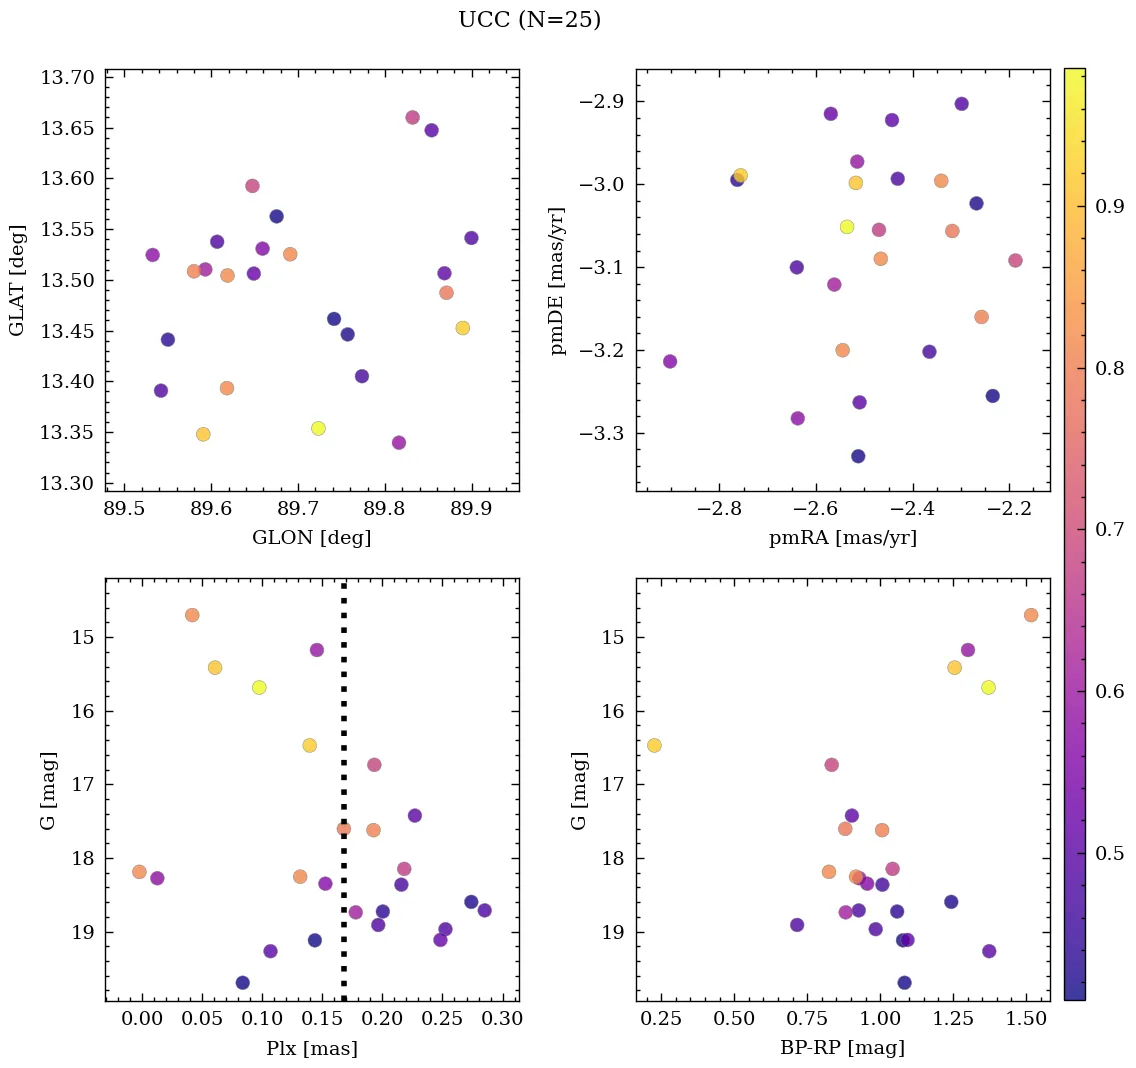 UCC (N=25)
13.70
13.65
13.60
13.55
13.50
13.45
13.40
13.35
13.30
GLAT [deg]
89.5 89.6 89.7 89.8 89.9
GLON [deg]
−2.9
−3.0
−3.1
−3.2
−3.3
pmDE [mas/yr]
−2.8 −2.6 −2.4 −2.2
pmRA [mas/yr]
15
16
17
18
19
G [mag]
0.00 0.05 0.10 0.15 0.20 0.25 0.30
Plx [mas]
15
16
17
18
19
G [mag]
0.25 0.50 0.75 1.00 1.25 1.50
BP-RP [mag]
0.9
0.8
0.7
0.6
0.5